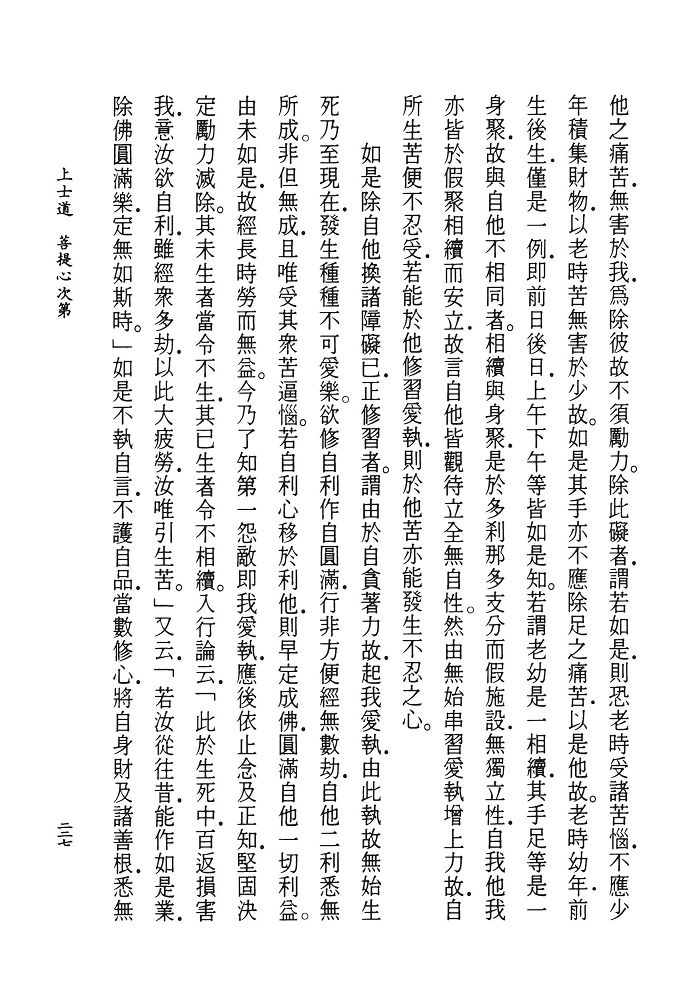 他之痛苦．無害於我．爲除彼故不須勵力。除此礙者．謂若如是．則恐老時受諸苦惱．不應少
年積集財物．以老時苦無害於少故。如是其手亦不應除足之痛苦．以是他故。老時幼年．前
生後生．僅是一例．即前日後日．上午下午等皆如是知。若謂老幼是一相續．其手足等是一
身聚．故與自他不相同者。相續與身聚．是於多刹那多支分而假施設．無獨立性．自我他我
亦皆於假聚相續而安立．故言自他皆觀待立全無自性。然由無始串習愛執增上力故．自
所生苦便不忍受．若能於他修習愛執．則於他苦亦能發生不忍之心。
如是除自他換諸障礙已．正修習者。謂由於自貪著力故．起我愛執．由此執故無始生
死乃至現在．發生種種不可愛樂。欲修自利作自圓滿．行非方便經無數劫．自他二利悉無
所成。非但無成．且唯受其衆苦逼惱。若自利心移於利他．則早定成佛．圓滿自他一切利益。
由未如是．故經長時勞而無益。今乃了知第一怨敵即我愛執．應後依止念及正知．堅固決
定勵力滅除。其未生者當令不生．其已生者令不相續。入行論云．「此於生死中．百返損害
我．意汝欲自利．雖經衆多劫．以此大疲勞．汝唯引生苦。」又云．「若汝從往昔．能作如是業．
除佛圓滿樂．定無如斯時。」如是不執自言．不護自品．當數修心．將自身財及諸善根．悉無
上士道　菩提心次第
二二七